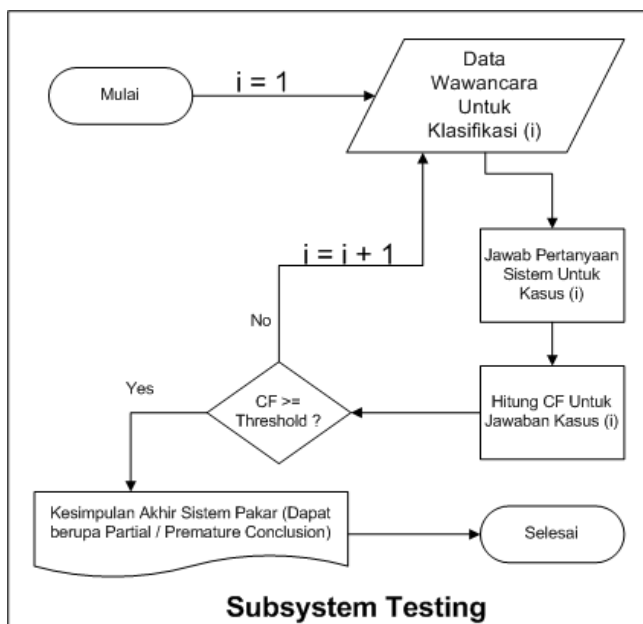 Mulai
i = 1
Data
Wawancara
Untuk
Klasifikasi (i)
Jawab Pertanyaan
Sistem Untuk
Kasus (i)
i = i + 1
No
Hitung CF Untuk
Jawaban Kasus (i)
CF >=
Threshold ?
Yes
Kesimpulan Akhir Sistem Pakar (Dapat
berupa Partial / Premature Conclusion)
Selesai
Subsystem Testing